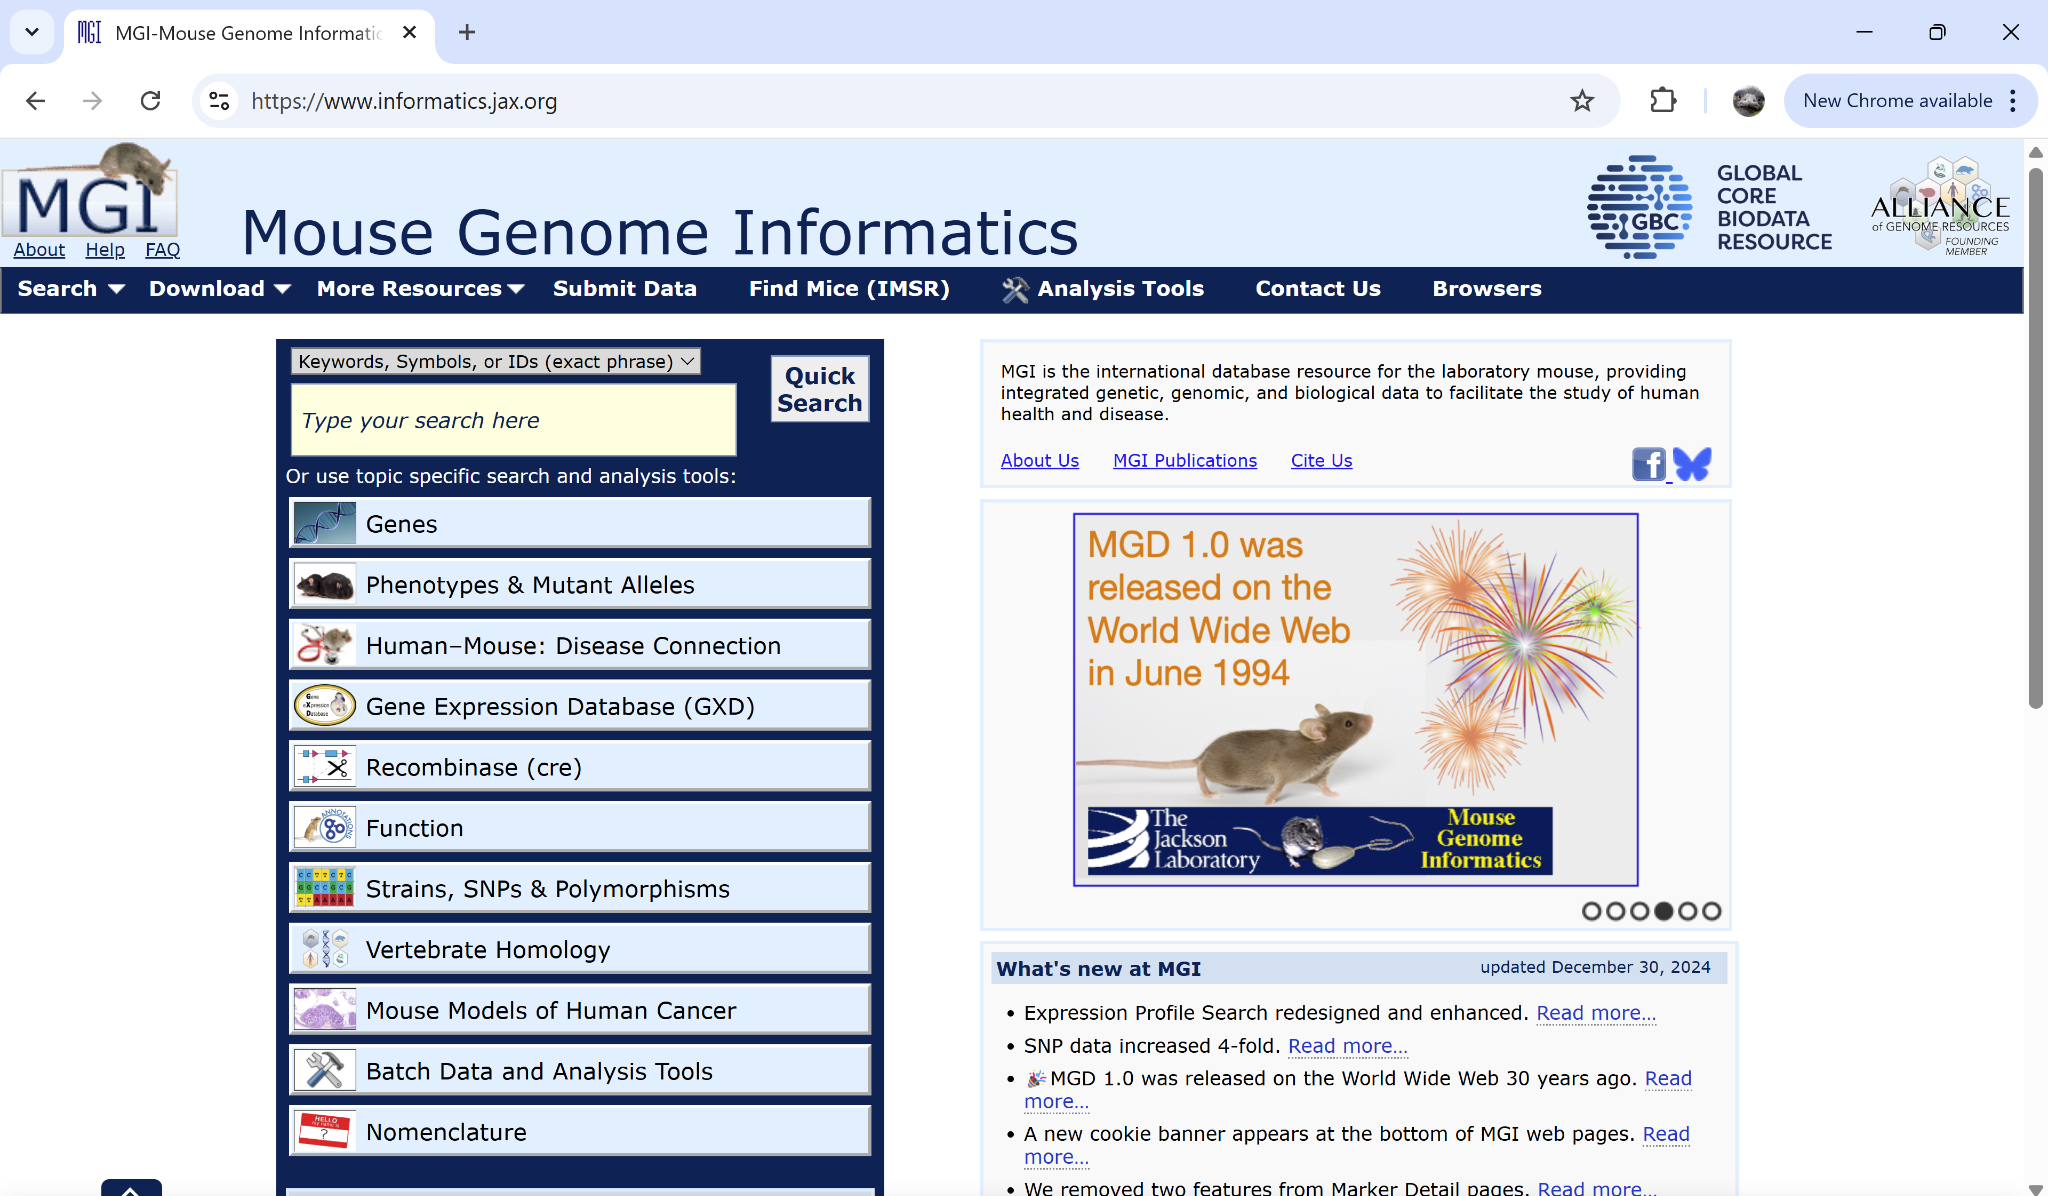 MGI-Mouse Genome Informatic
https://www.informatics.jax.org
New Chrome available
MGI
About Help FAQ
Mouse Genome Informatics
GBC
GLOBAL
CORE
BIODATA
RESOURCE
ALLIANCE
of GENOME RESOURCES
FOUNDING
MEMBER
Search Download More Resources Submit Data Find Mice (IMSR) Analysis Tools Contact Us Browsers
Keywords, Symbols, or IDs (exact phrase)
Quick
Search
Type your search here
Or use topic specific search and analysis tools:
Genes
Phenotypes & Mutant Alleles
Human–Mouse: Disease Connection
Gene
eXpression
Database
Gene Expression Database (GXD)
Recombinase (cre)
ANNOTATIONS
Function
Strains, SNPs & Polymorphisms
Vertebrate Homology
Mouse Models of Human Cancer
Batch Data and Analysis Tools
HELLO
my name is
?
Nomenclature
MGI is the international database resource for the laboratory mouse, providing
integrated genetic, genomic, and biological data to facilitate the study of human
health and disease.
About Us MGI Publications Cite Us
MGD 1.0 was
released on the
World Wide Web
in June 1994
The
Jackson
Laboratory
Mouse
Genome
Informatics
What's new at MGI updated December 30, 2024
• Expression Profile Search redesigned and enhanced. Read more...
• SNP data increased 4-fold. Read more...
• 🎉MGD 1.0 was released on the World Wide Web 30 years ago. Read
more...
• A new cookie banner appears at the bottom of MGI web pages. Read
more...
• We removed two features from Marker Detail pages. Read more...